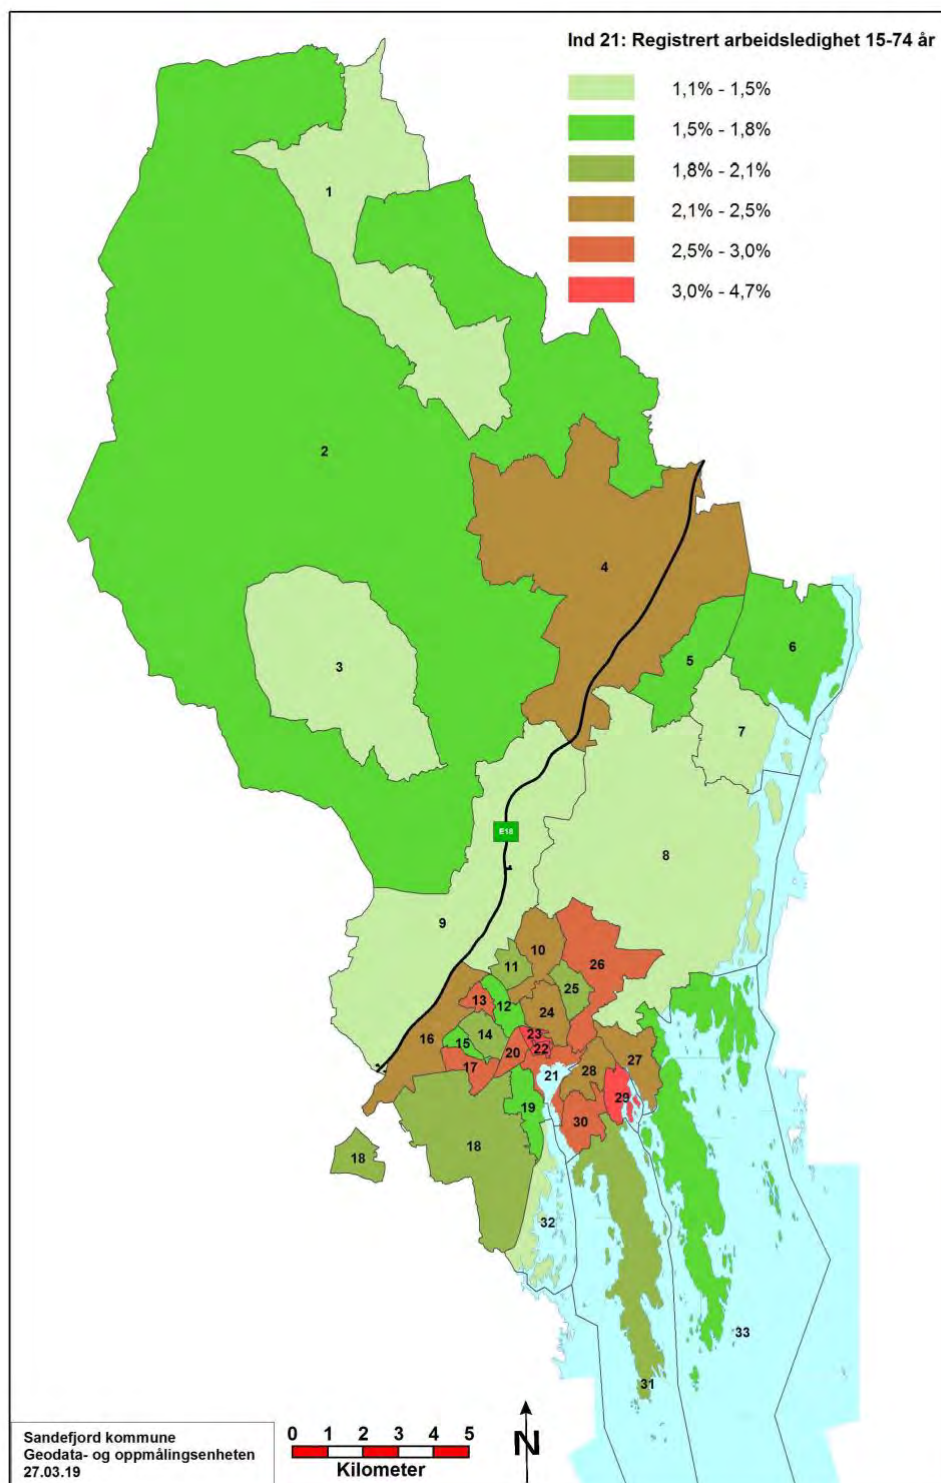 Ind 21: Registrert arbeidsledighet 15-74 år
1,1% - 1,5%
1,5% - 1,8%
1,8% - 2,1%
2,1% - 2,5%
2,5% - 3,0%
3,0% - 4,7%
1
2
3
4
5
6
7
8
E18
9
10
11
26
25
13
12
24
16
14
23
15
22
20
27
17
28
21
29
19
30
18
18
32
33
31
N
Sandefjord kommune
Geodata- og oppmålingsenheten
27.03.19
0 1 2 3 4 5
Kilometer